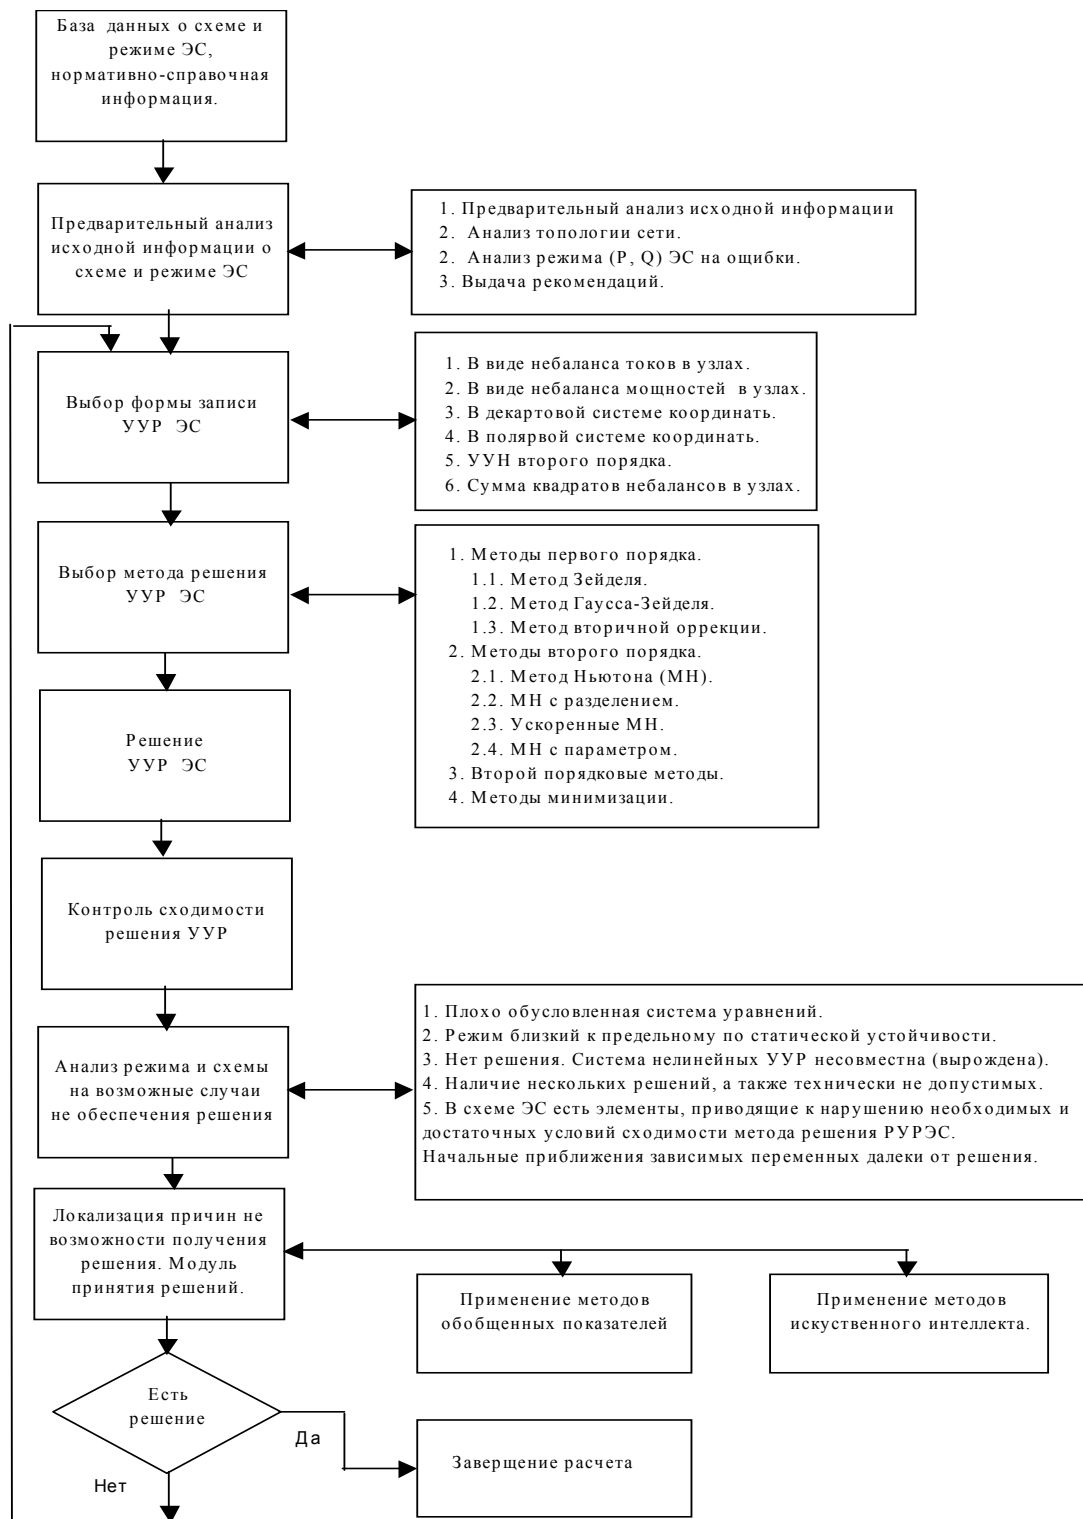 База данных о схеме и
режиме ЭС,
нормативно-справочная
информация.
Предварительный анализ
исходной информации о
схеме и режиме ЭС
1. Предварительный анализ исходной информации
2. Анализ топологии сети.
2. Анализ режима (P, Q) ЭС на ошибки.
3. Выдача рекомендаций.
Выбор формы записи
УУР ЭС
1. В виде небаланса токов в узлах.
2. В виде небаланса мощностей в узлах.
3. В декартовой системе координать.
4. В полярвой системе координать.
5. УУН второго порядка.
6. Сумма квадратов небалансов в узлах.
Выбор метода решения
УУР ЭС
1. Методы первого порядка.
1.1. Метод Зейделя.
1.2. Метод Гаусса-Зейделя.
1.3. Метод вторичной оррекции.
2. Методы второго порядка.
2.1. Метод Ньютона (МН).
2.2. МН с разделением.
2.3. Ускоренные МН.
2.4. МН с параметром.
3. Второй порядковые методы.
4. Методы минимизации.
Решение
УУР ЭС
Контроль сходимости
решения УУР
Анализ режима и схемы
на возможные случаи
не обеспечения решения
1. Плохо обусловленная система уравнений.
2. Режим близкий к предельному по статической устойчивости.
3. Нет решения. Система нелинейных УУР несовместна (вырождена).
4. Наличие нескольких решений, а также технически не допустимых.
5. В схеме ЭС есть элементы, приводящие к нарушению необходимых и
достаточных условий сходимости метода решения РУРЭС.
Начальные приближения зависимых переменных далеки от решения.
Локализация причин не
возможности получения
решения. Модуль
принятия решений.
Применение методов
обобщенных показателей
Применение методов
искуственного интеллекта.
Есть
решение
Да
Завершение расчета
Нет